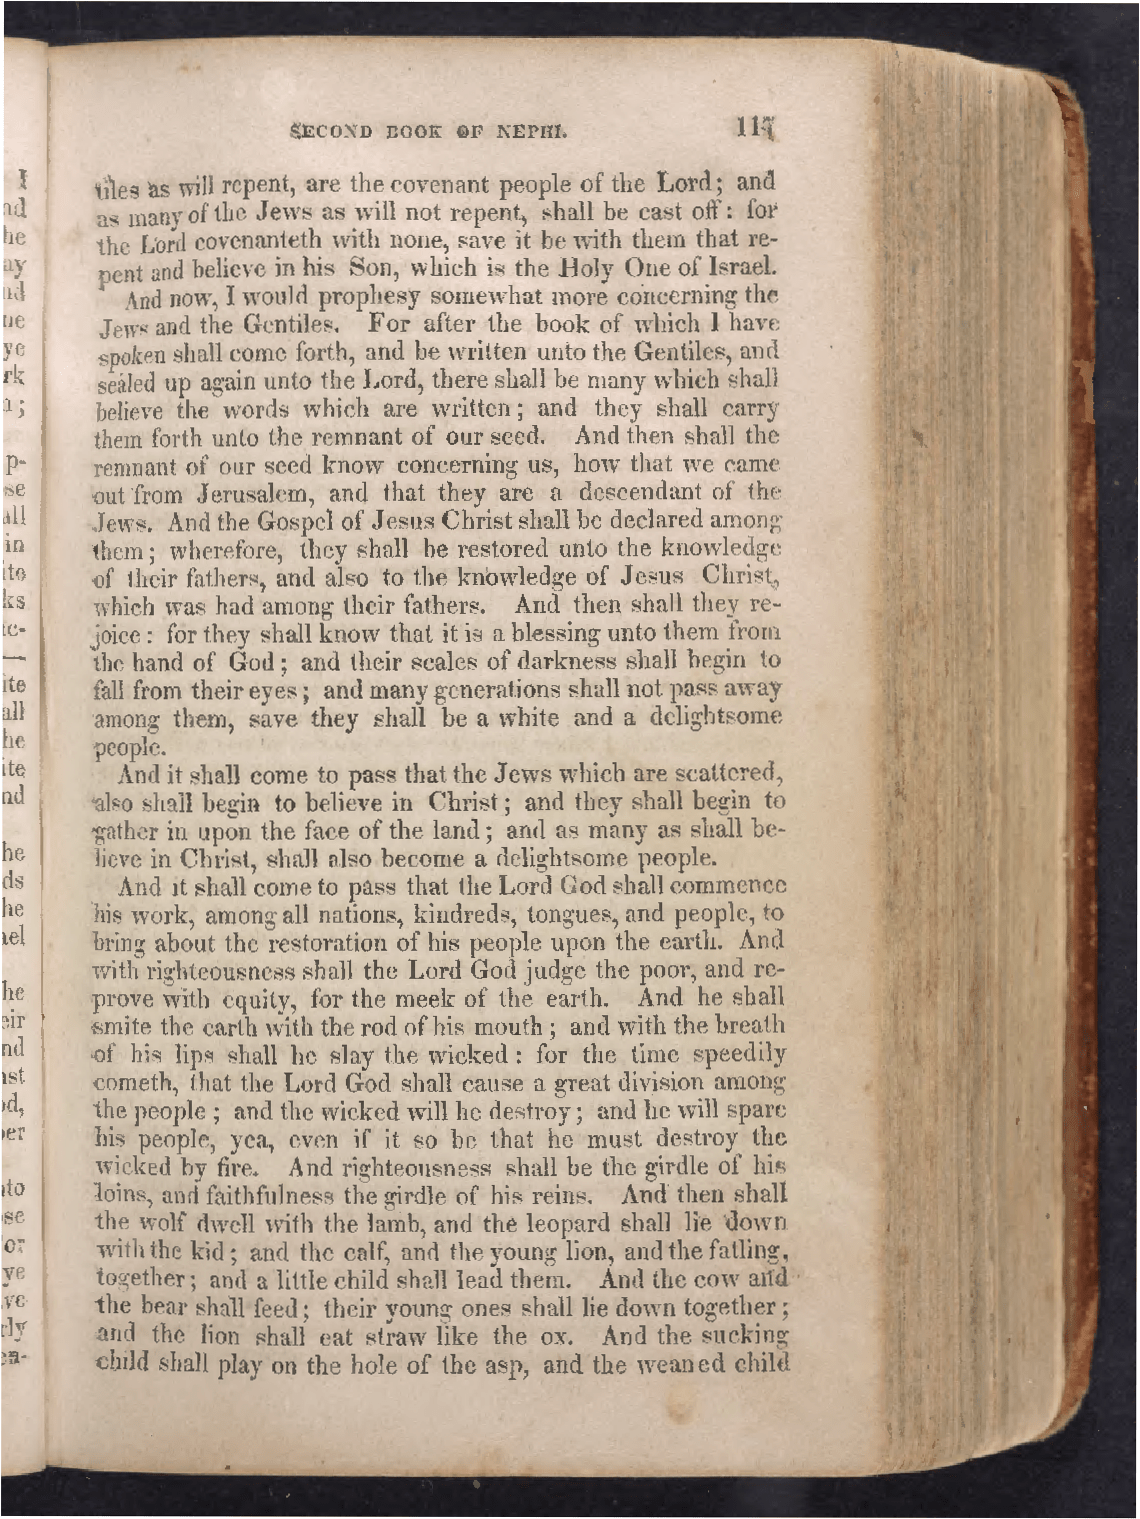 SECOND BOOK OF NEPHI. 117
tiles as will repent, are the covenant people of the Lord; and
as many of the Jews as will not repent, shall be cast off: for
the Lord covenanteth with none, save it be with them that re-
pent and believe in his Son, which is the Holy One of Israel.
And now, I would prophesy somewhat more concerning the
Jews and the Gentiles. For after the book of which I have
spoken shall come forth, and be written unto the Gentiles, and
sealed up again unto the Lord, there shall be many which shall
believe the words which are written; and they shall carry
them forth unto the remnant of our seed. And then shall the
remnant of our seed know concerning us, how that we came
out from Jerusalem, and that they are a descendant of the
Jews. And the Gospel of Jesus Christ shall be declared among
them; wherefore, they shall be restored unto the knowledge
of their fathers, and also to the knowledge of Jesus Christ,
which was had among their fathers. And then shall they re-
joice: for they shall know that it is a blessing unto them from
the hand of God; and their scales of darkness shall begin to
fall from their eyes; and many generations shall not pass away
among them, save they shall be a white and a delightsome
people.
And it shall come to pass that the Jews which are scattered,
also shall begin to believe in Christ; and they shall begin to
gather in upon the face of the land; and as many as shall be-
lieve in Christ, shall also become a delightsome people.
And it shall come to pass that the Lord God shall commence
his work, among all nations, kindreds, tongues, and people, to
bring about the restoration of his people upon the earth. And
with righteousness shall the Lord God judge the poor, and re-
prove with equity, for the meek of the earth. And he shall
smite the earth with the rod of his mouth; and with the breath
of his lips shall he slay the wicked: for the time speedily
cometh, that the Lord God shall cause a great division among
the people; and the wicked will he destroy; and he will spare
his people, yea, even if it so be that he must destroy the
wicked by fire. And righteousness shall be the girdle of his
loins, and faithfulness the girdle of his reins. And then shall
the wolf dwell with the lamb, and the leopard shall lie down
with the kid; and the calf, and the young lion, and the fatling,
together; and a little child shall lead them. And the cow and
the bear shall feed; their young ones shall lie down together;
and the lion shall eat straw like the ox. And the sucking
child shall play on the hole of the asp, and the weaned child